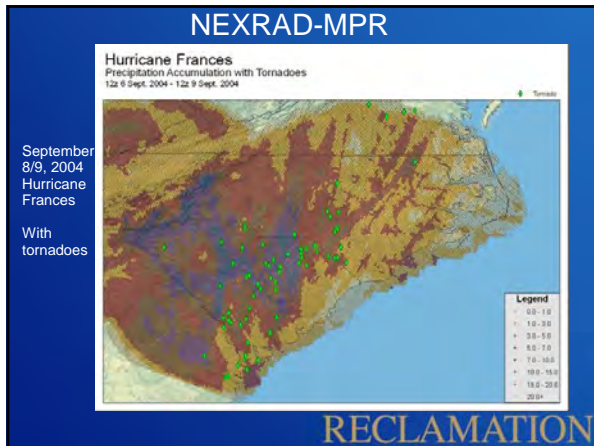 NEXRAD-MPR
Hurricane Frances
Precipitation Accumulation with Tornadoes
12z 6 Sept. 2004 - 12z 9 Sept. 2004
Tornado
September
8/9, 2004
Hurricane
Frances
With
tornadoes
Legend
0.0 - 1.0
1.0 - 3.0
3.0 - 5.0
5.0 - 7.0
7.0 - 10.0
10.0 - 15.0
15.0 - 20.0
20.0+
RECLAMATION